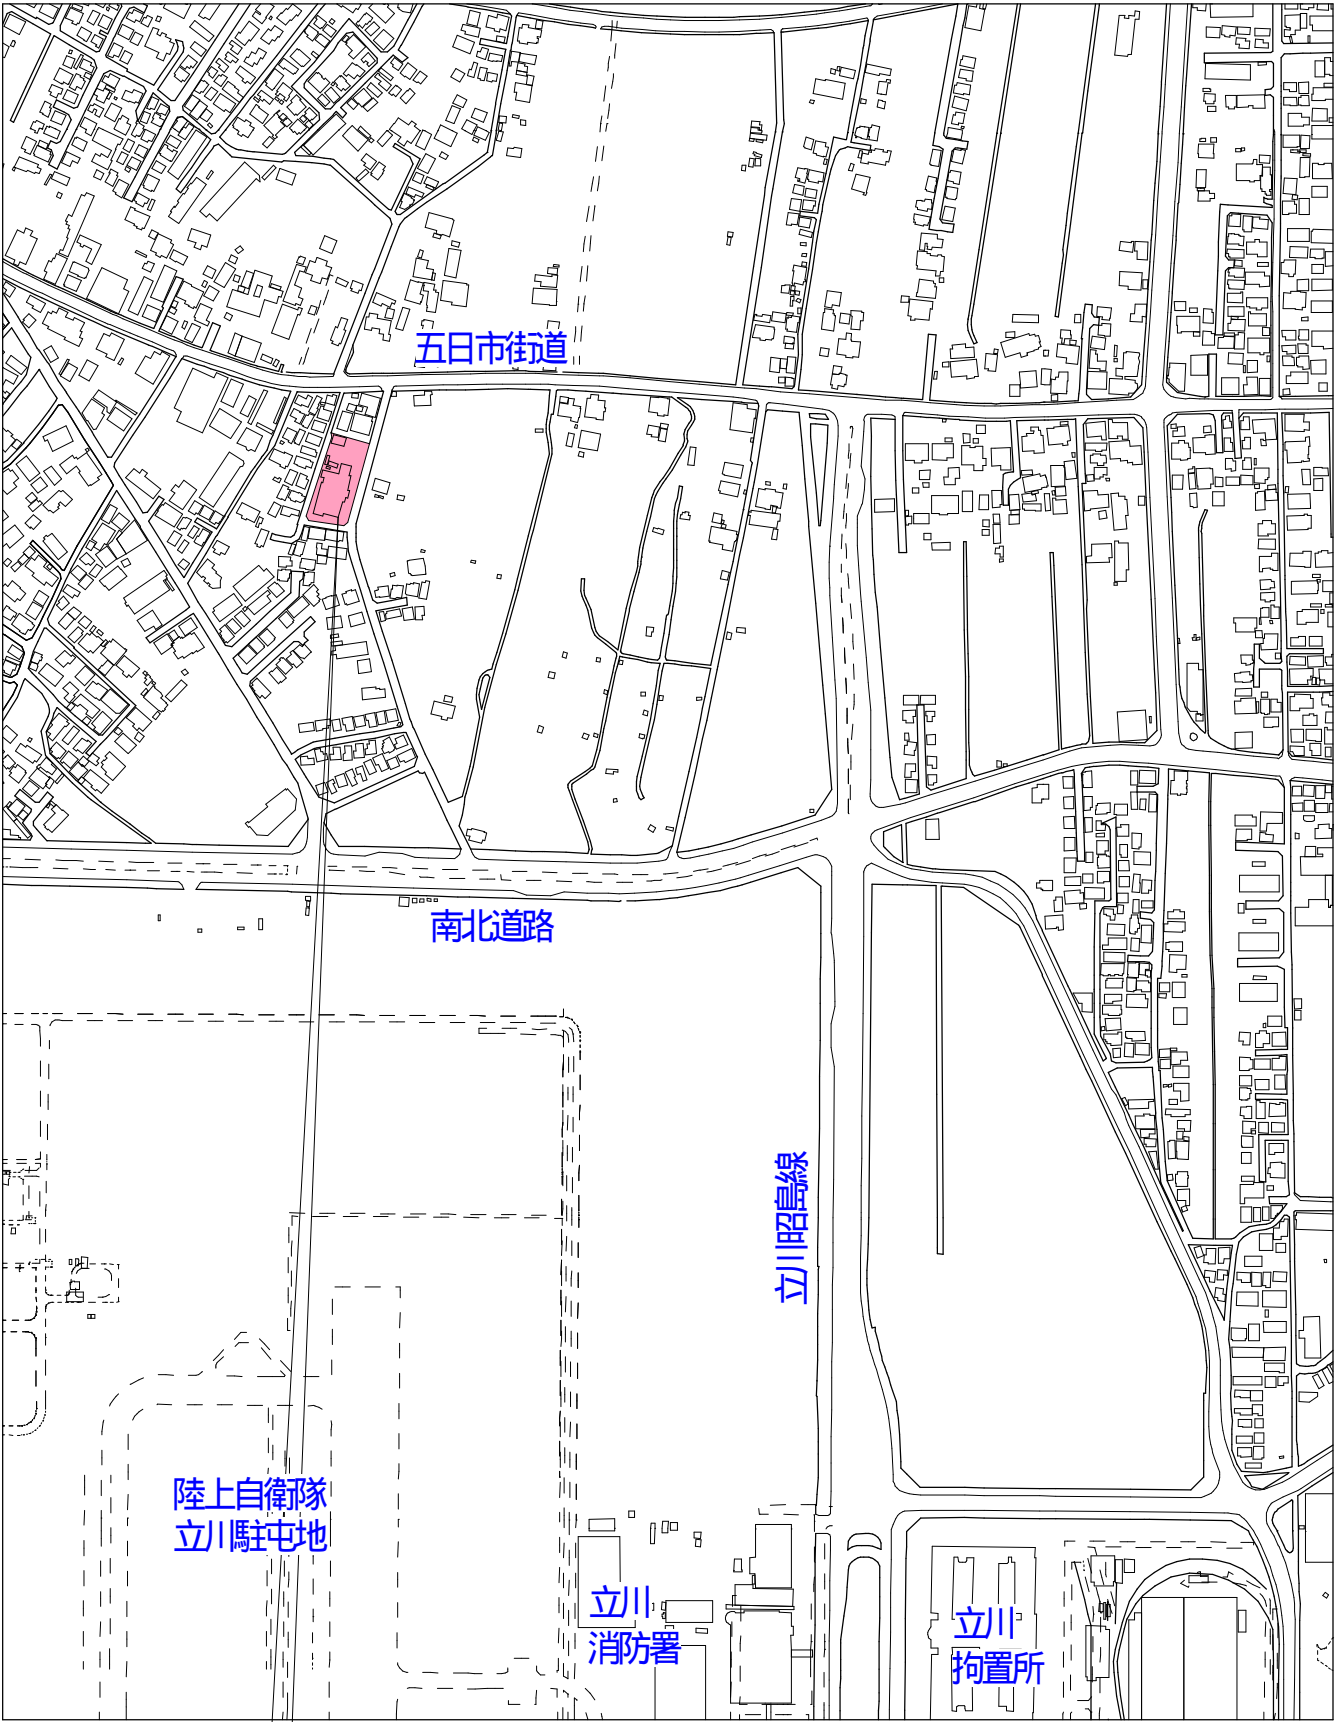 五日市街道
南北道路
立川昭島線
陸上自衛隊
立川駐屯地
立川
消防署
立川
拘置所